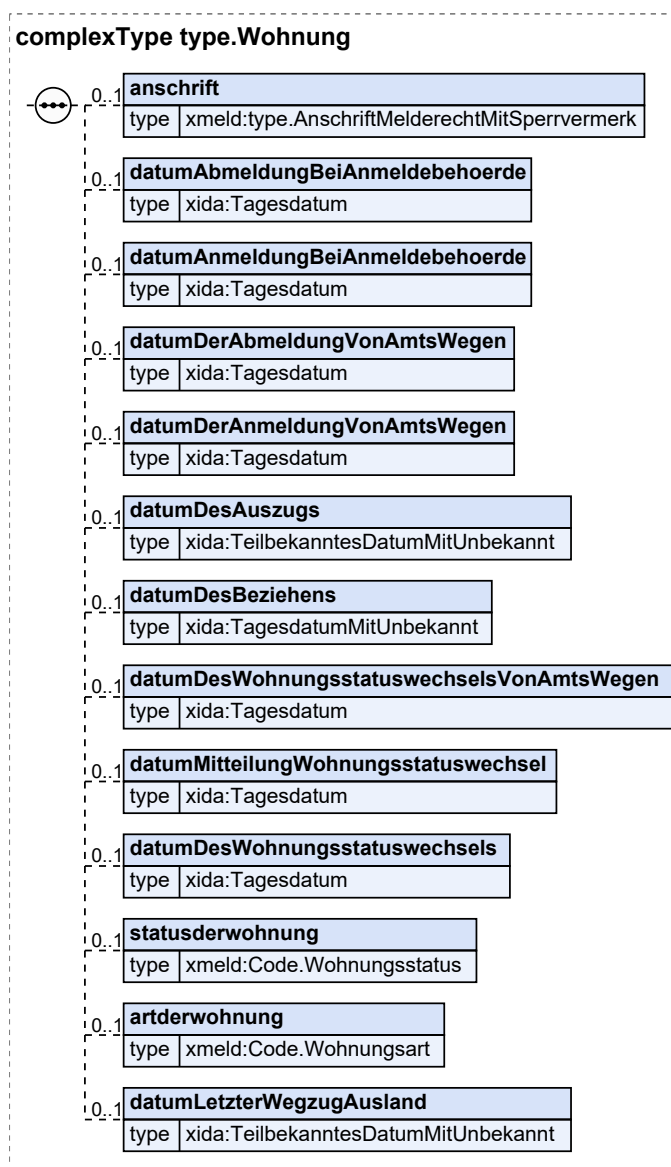 complexType type.Wohnung
0..1 anschrift
type xmeld:type.AnschriftMelderechtMitSperrvermerk
0..1 datumAbmeldungBeiAnmeldebehoerde
type xida:Tagesdatum
0..1 datumAnmeldungBeiAnmeldebehoerde
type xida:Tagesdatum
0..1 datumDerAbmeldungVonAmtsWegen
type xida:Tagesdatum
0..1 datumDerAnmeldungVonAmtsWegen
type xida:Tagesdatum
0..1 datumDesAuszugs
type xida:TeilbekanntesDatumMitUnbekannt
0..1 datumDesBeziehens
type xida:TagesdatumMitUnbekannt
0..1 datumDesWohnungsstatuswechselsVonAmtsWegen
type xida:Tagesdatum
0..1 datumMitteilungWohnungsstatuswechsel
type xida:Tagesdatum
0..1 datumDesWohnungsstatuswechsels
type xida:Tagesdatum
0..1 statusderwohnung
type xmeld:Code.Wohnungsstatus
0..1 artderwohnung
type xmeld:Code.Wohnungsart
0..1 datumLetzterWegzugAusland
type xida:TeilbekanntesDatumMitUnbekannt